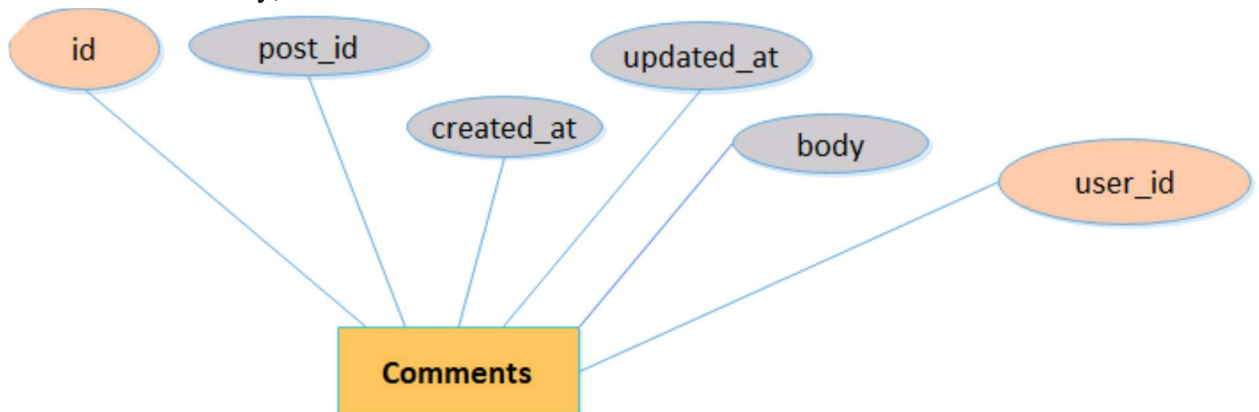 id
post_id
updated_at
created_at
body
user_id
Comments